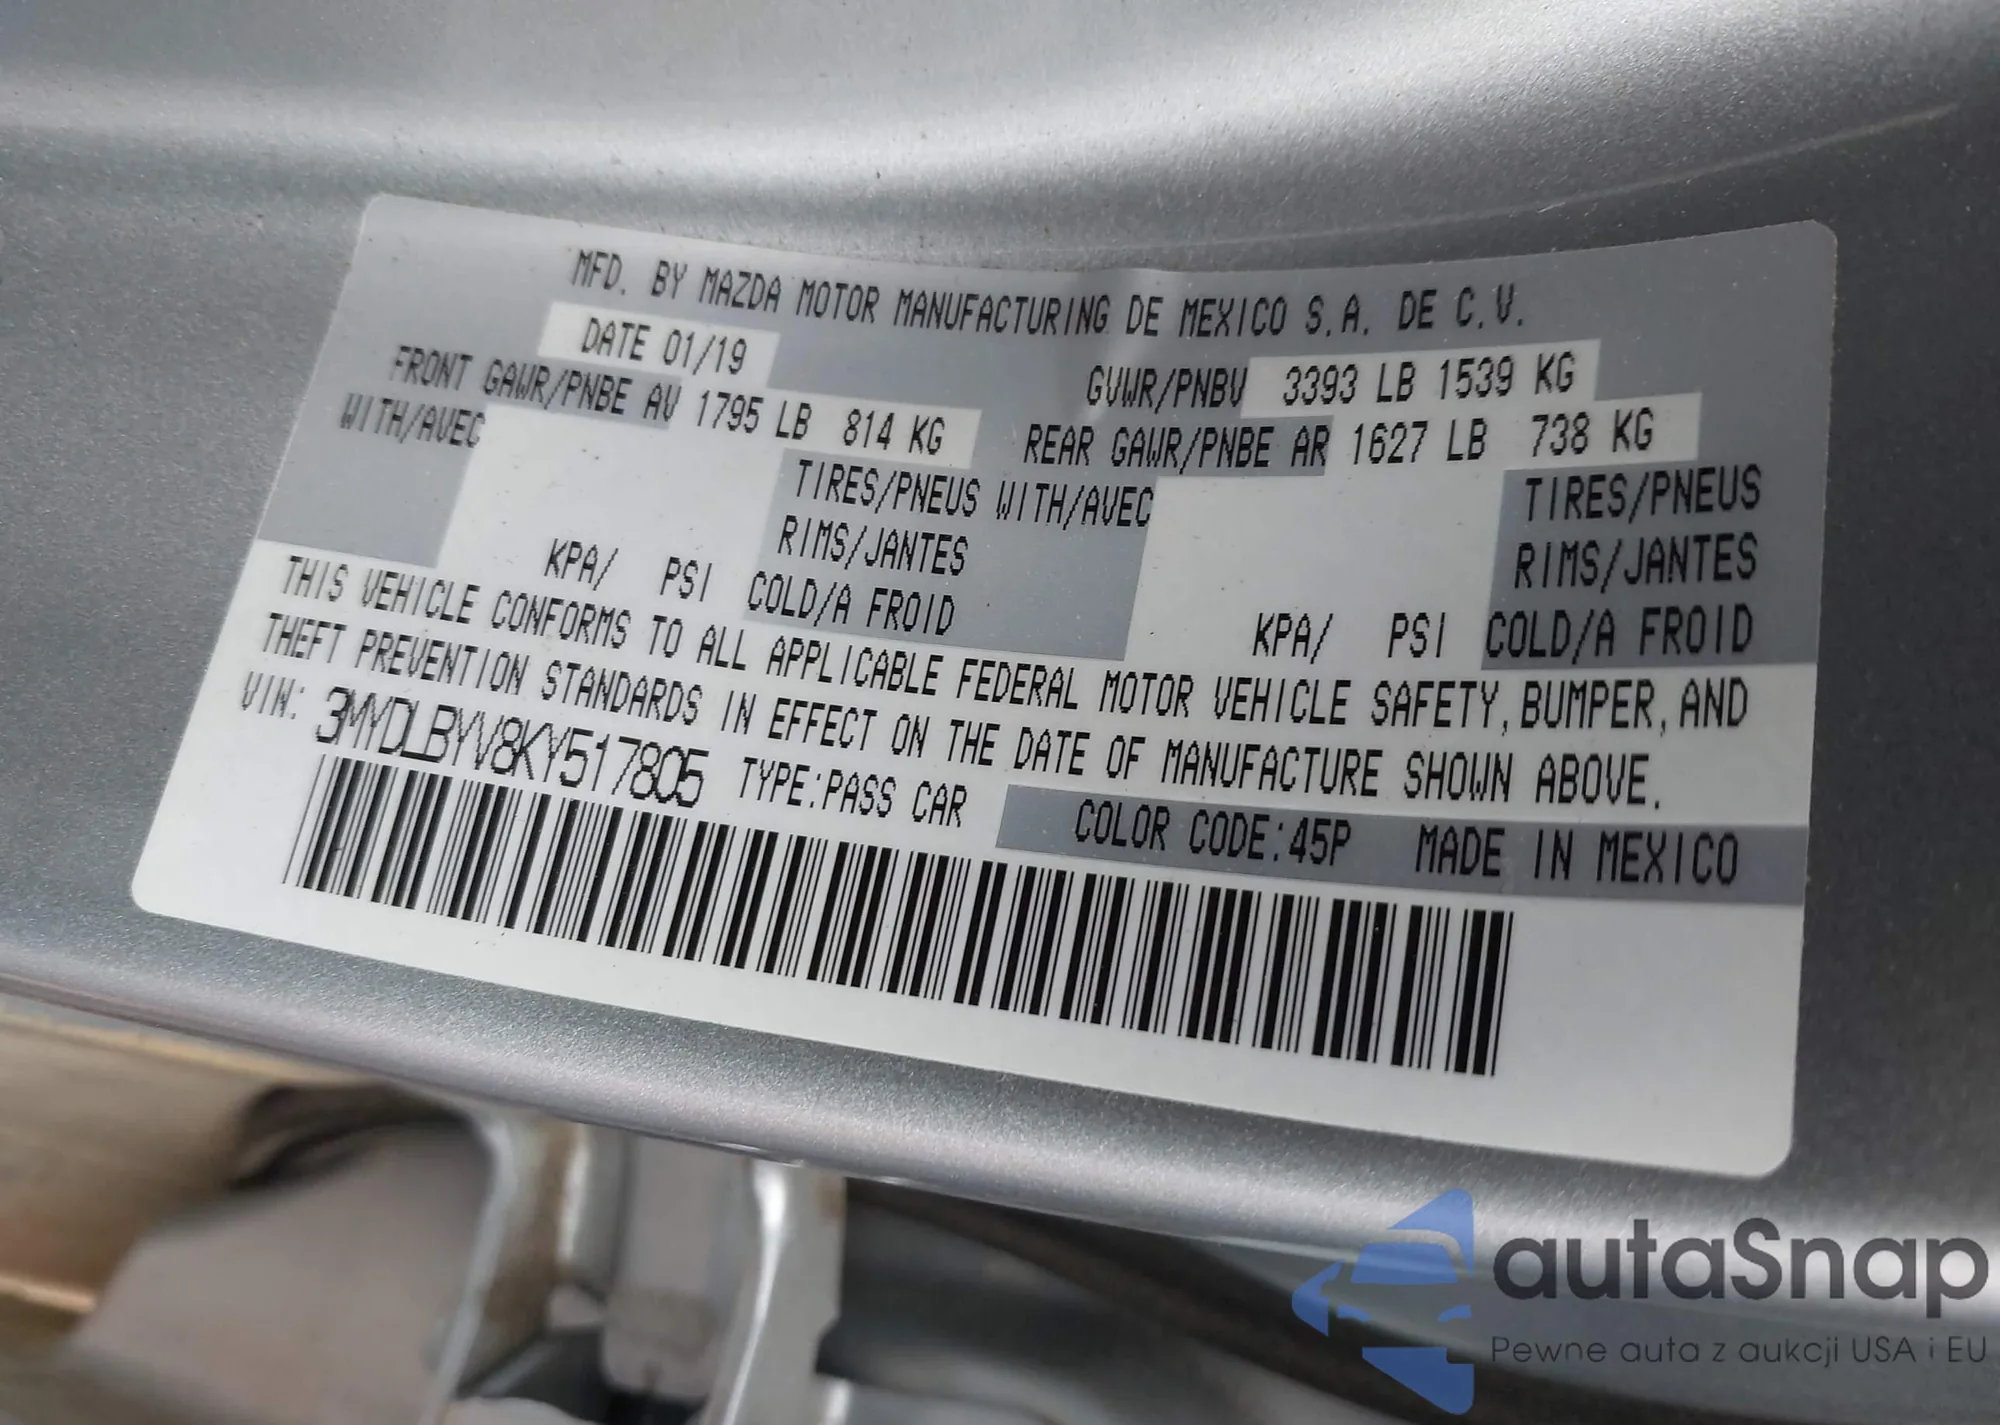 MFD. BY MAZDA MOTOR MANUFACTURING DE MEXICO S.A. DE C.V.
DATE 01/19 GVWR/PNBV 3393 LB 1539 KG
FRONT GAWR/PNBE AV 1795 LB 814 KG REAR GAWR/PNBE AR 1627 LB 738 KG
WITH/AVEC TIRES/PNEUS WITH/AVEC TIRES/PNEUS
RIMS/JANTES RIMS/JANTES
KPA/ PSI COLD/A FROID KPA/ PSI COLD/A FROID
THIS VEHICLE CONFORMS TO ALL APPLICABLE FEDERAL MOTOR VEHICLE SAFETY, BUMPER, AND
THEFT PREVENTION STANDARDS IN EFFECT ON THE DATE OF MANUFACTURE SHOWN ABOVE.
VIN: 3MYDLBYV8KY517805 TYPE:PASS CAR COLOR CODE:45P MADE IN MEXICO
autaSnap
Pewne auta z aukcji USA i EU